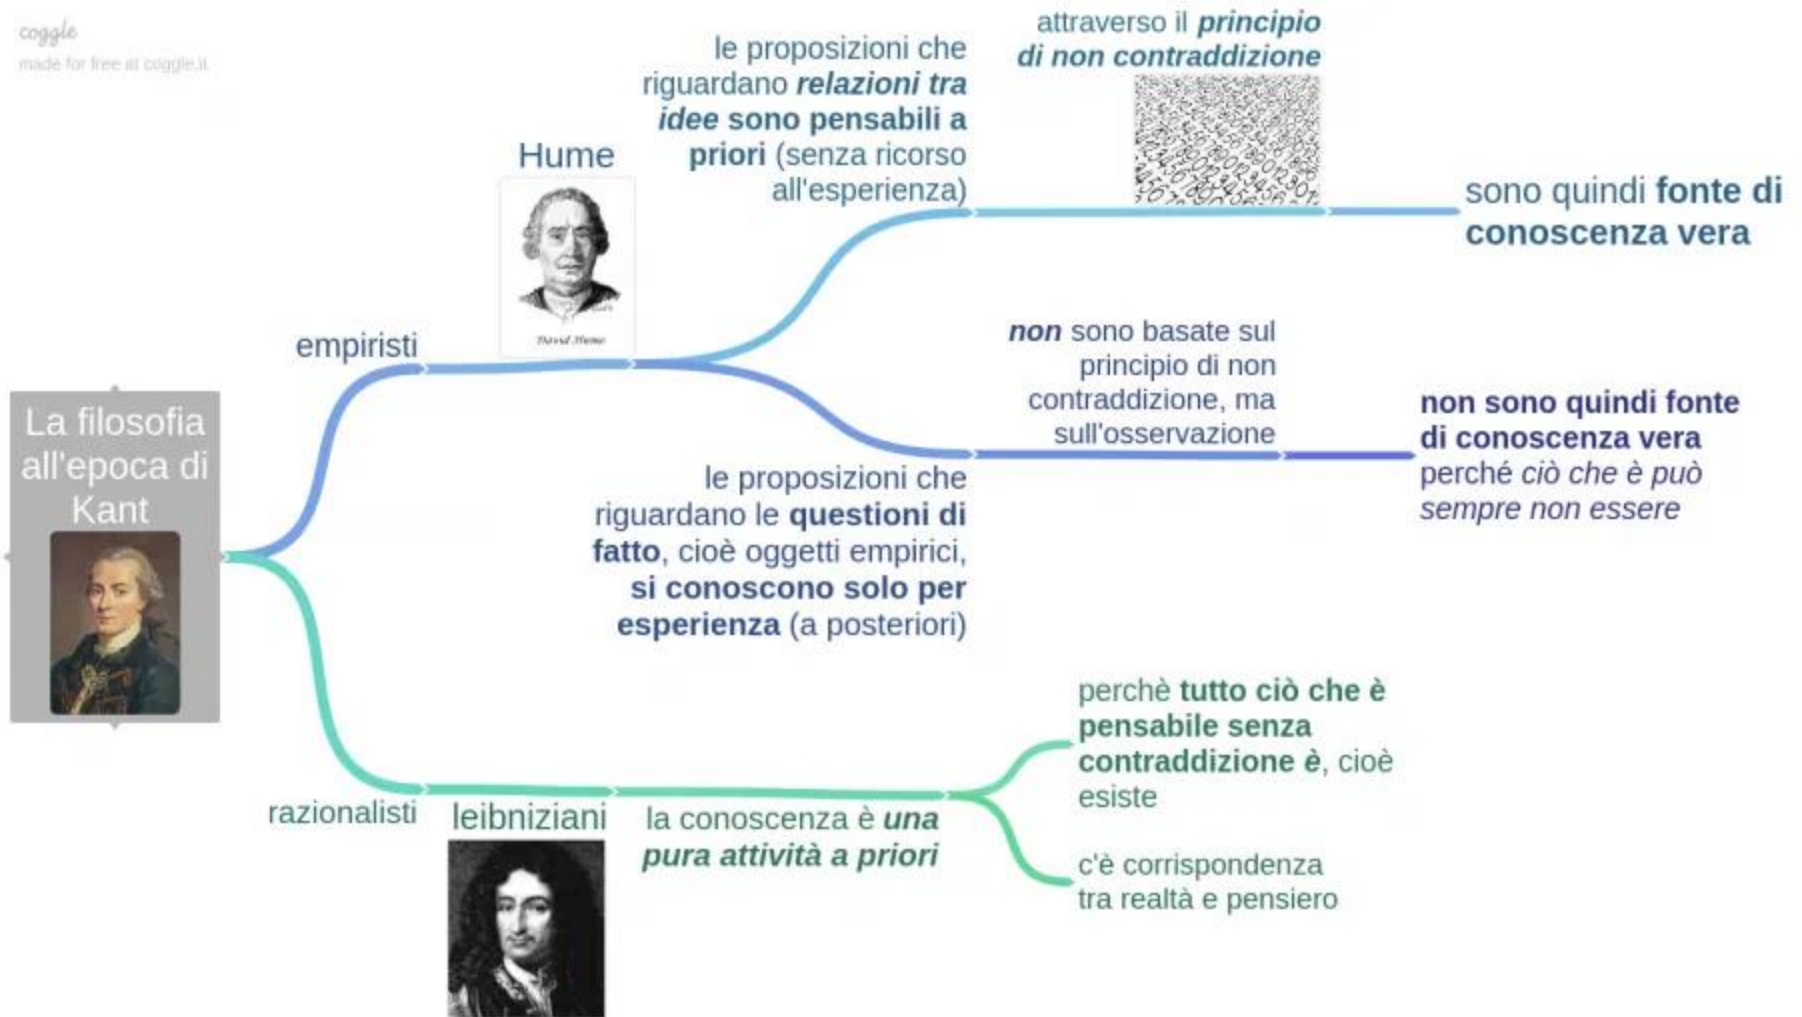 coggle
made for free at coggle.it
attraverso il principio
di non contraddizione
le proposizioni che
riguardano relazioni tra
idee sono pensabili a
priori (senza ricorso
all'esperienza)
Hume
David Hume
sono quindi fonte di
conoscenza vera
empiristi
non sono basate sul
principio di non
contraddizione, ma
sull'osservazione
non sono quindi fonte
di conoscenza vera
perché ciò che è può
sempre non essere
La filosofia
all'epoca di
Kant
le proposizioni che
riguardano le questioni di
fatto, cioè oggetti empirici,
si conoscono solo per
esperienza (a posteriori)
razionalisti
leibniziani
la conoscenza è una
pura attività a priori
perchè tutto ciò che è
pensabile senza
contraddizione è, cioè
esiste
c'è corrispondenza
tra realtà e pensiero